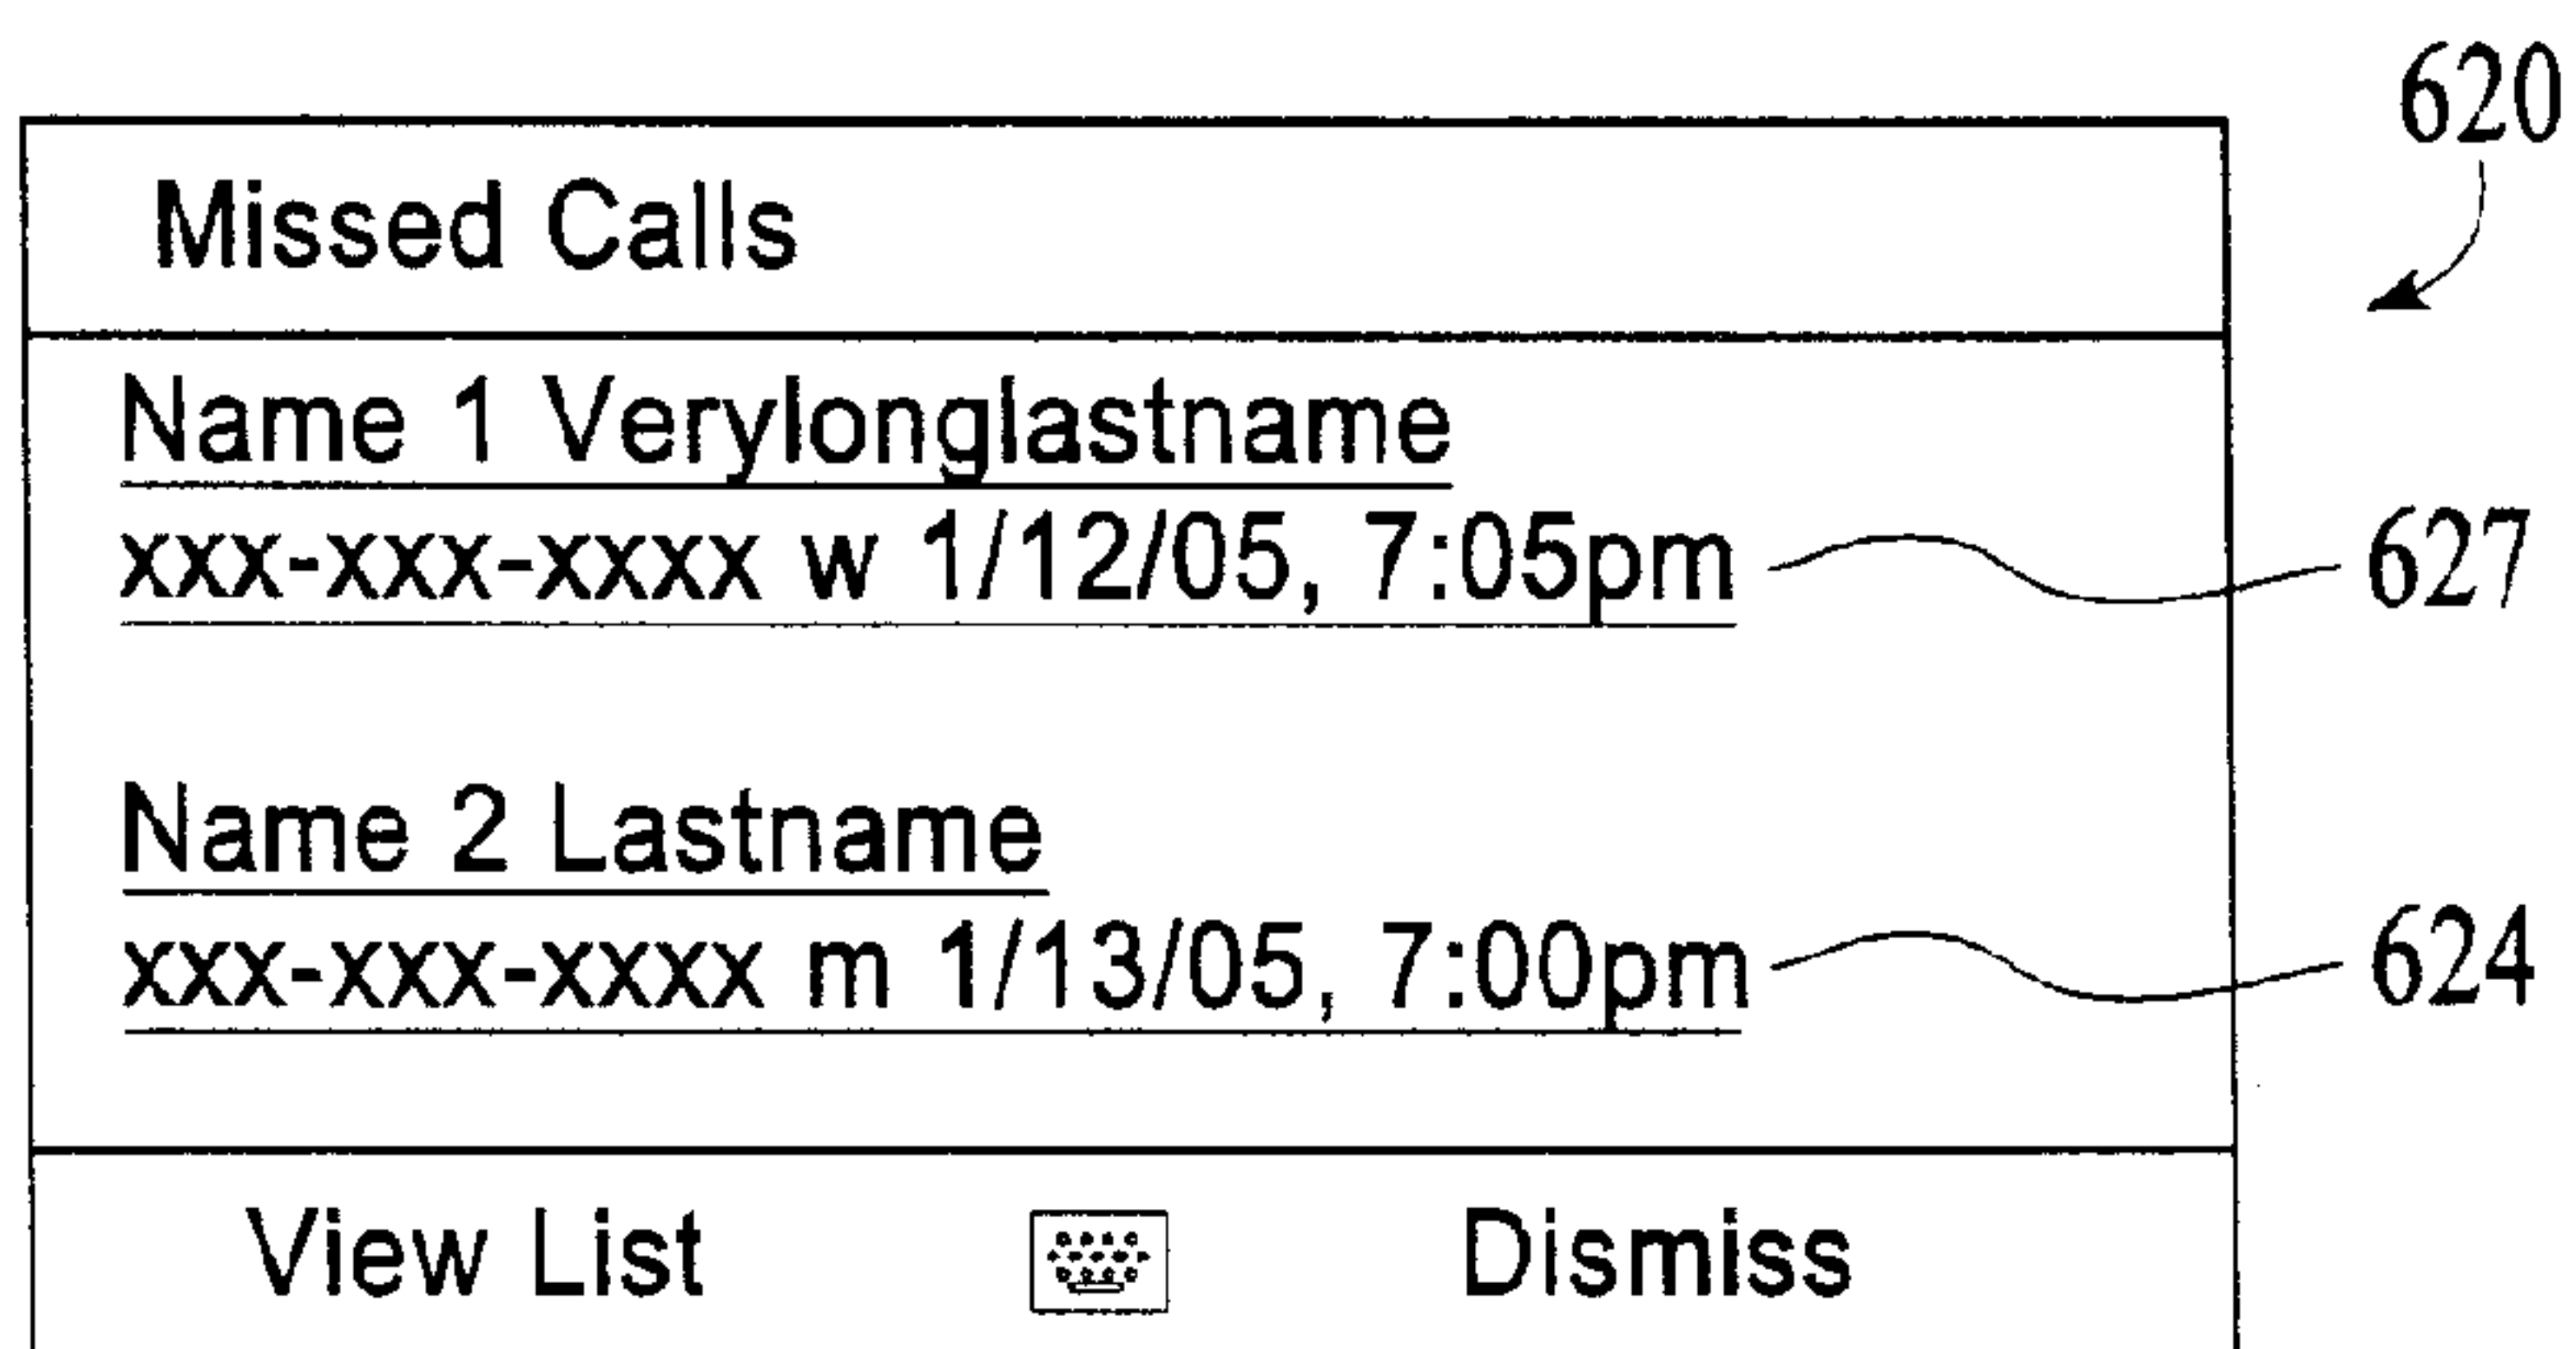 620
Missed Calls
Name 1 Verylonglastname
xxx-xxx-xxxx w 1/12/05, 7:05pm
627
Name 2 Lastname
xxx-xxx-xxxx m 1/13/05, 7:00pm
624
View List
Dismiss